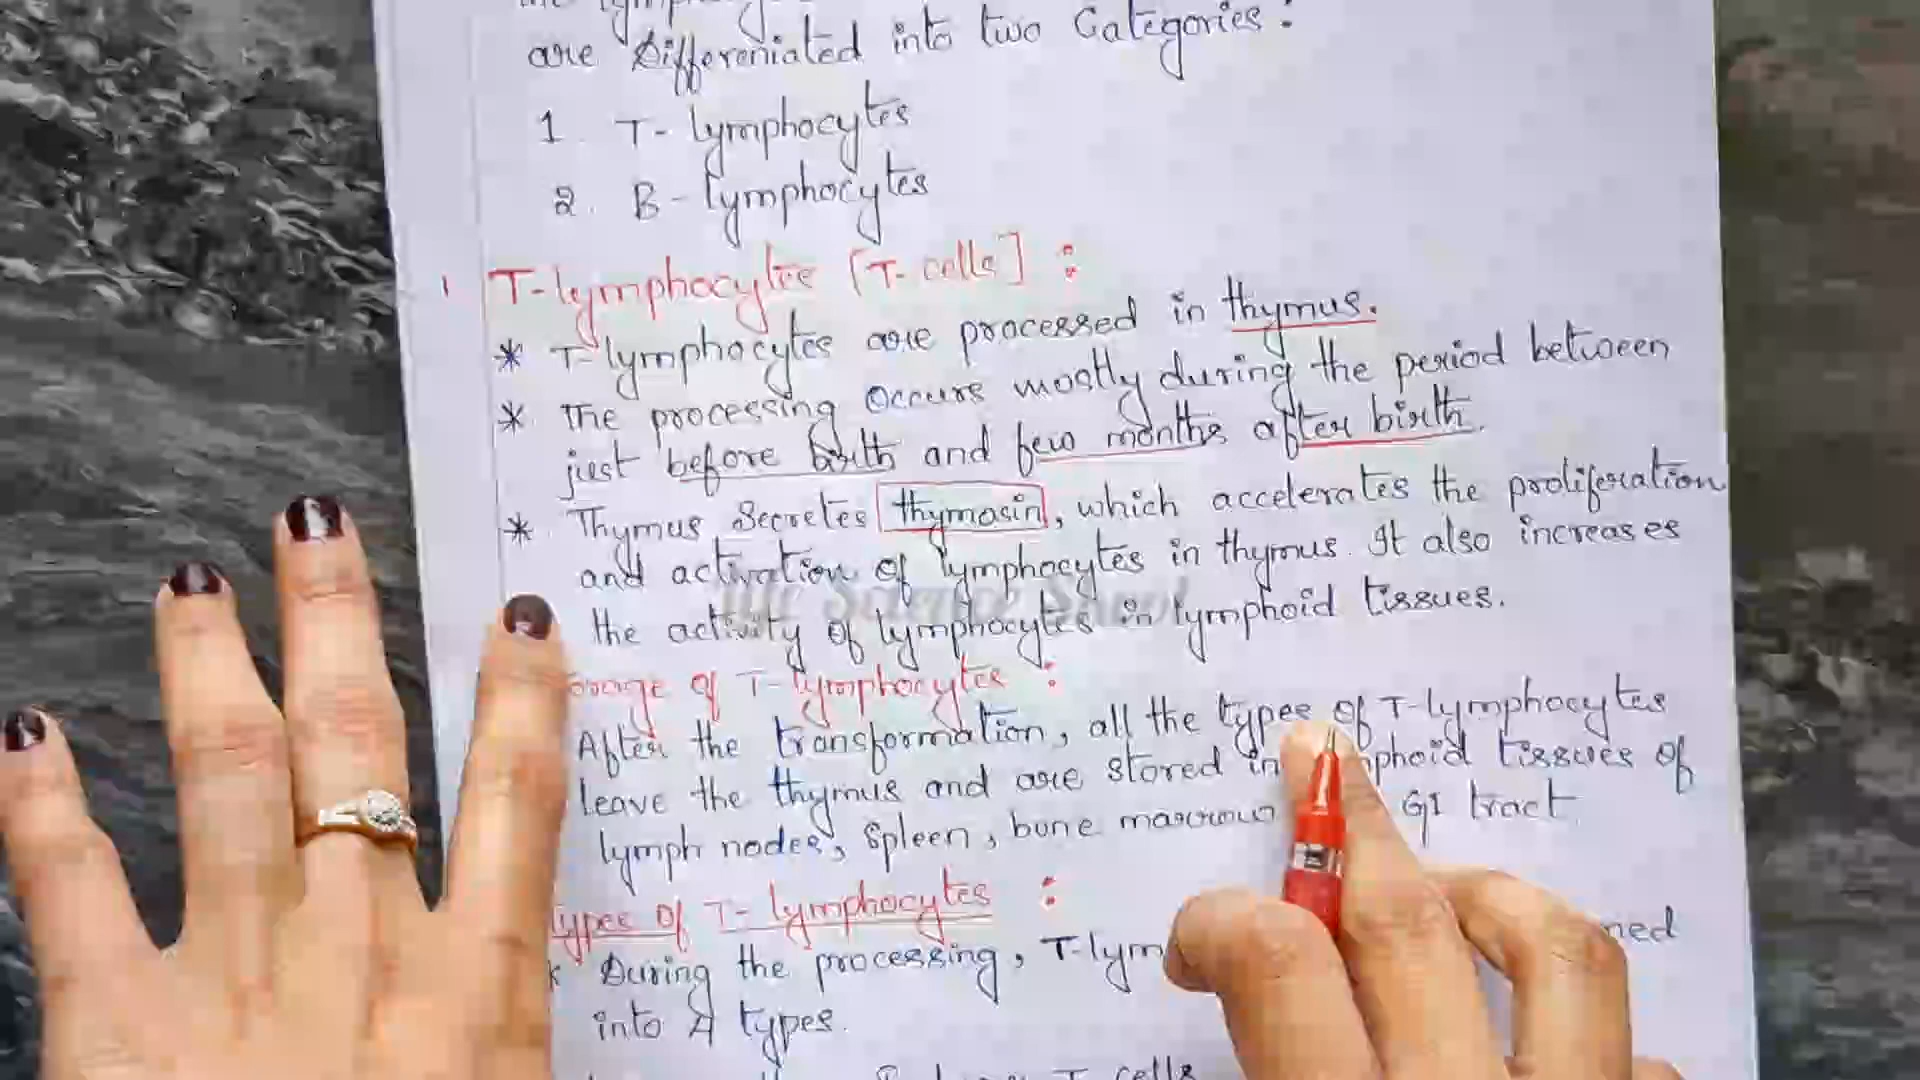 are Differeniated into two Categories:
1. T- lymphocytes
2. B- lymphocytes
1 T-lymphocytes [T- cells] :
* T-lymphocytes are processed in thymus.
* The processing occurs mostly during the period between
just before birth and few months after birth.
* Thymus Secretes thymosin, which accelerates the proliferation
and activation of lymphocytes in thymus. It also increases
the activity of lymphocytes in lymphoid tissues.
of T-lymphocytes :
After the transformation, all the types of T-lymphocytes
leave the thymus and are stored in phoid tissues of
lymph nodes, Spleen, bone marrow GI tract.
Types of T- lymphocytes :
* During the processing, T-lym ned
into 4 types.
T cells